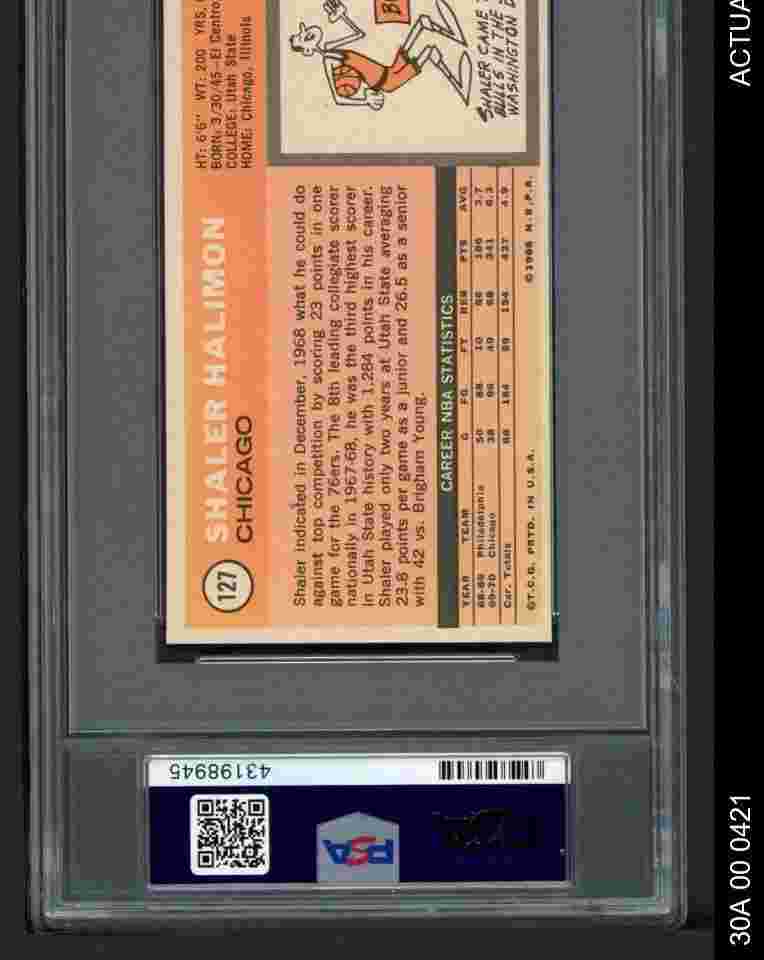 127
SHALER HALIMON
CHICAGO
HT: 6'6" WT: 200 YRS.
BORN: 3/30/45—El Centro,
COLLEGE: Utah State
HOME: Chicago, Illinois
Shaler indicated in December, 1968 what he could do
against top competition by scoring 23 points in one
game for the 76ers. The 8th leading collegiate scorer
nationally in 1967-68, he was the third highest scorer
in Utah State history with 1,284 points in his career.
Shaler played only two years at Utah State averaging
23.8 points per game as a junior and 26.5 as a senior
with 42 vs. Brigham Young.
SHALER CAME
BULLS IN THE
WASHINGTON D
CAREER NBA STATISTICS
YEAR TEAM G FG FT REB PTS AVG
68-69 Philadelphia 50 88 10 86 186 3.7
69-70 Chicago 38 96 49 68 241 6.3
Car. Totals 88 184 59 154 427 4.9
©T.C.G. PRTD. IN U.S.A. ©1968 N.B.P.A.
43198945
PSA
ACTUA
30A 00 0421